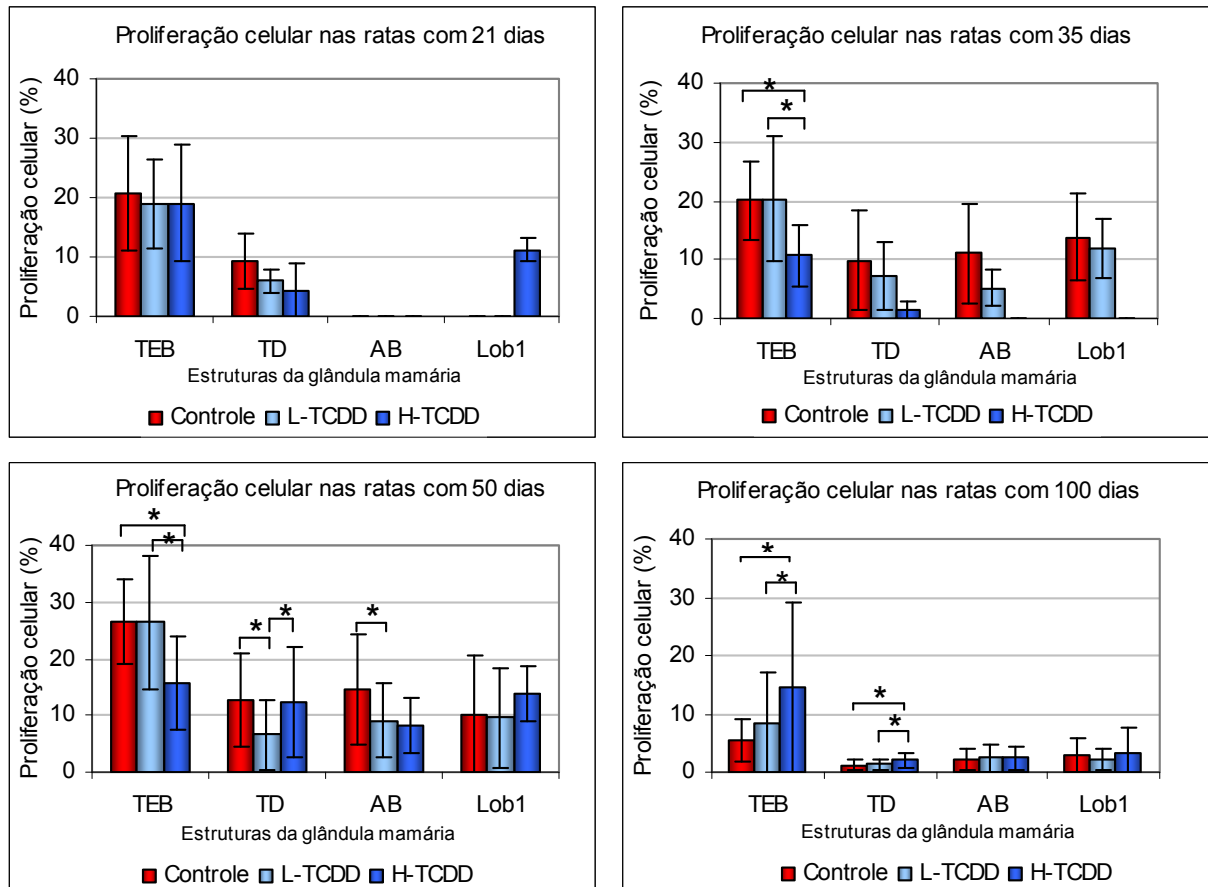 Proliferação celular nas ratas com 21 dias
Proliferação celular (%)
40
30
20
10
0
TEB TD AB Lob1
Estruturas da glândula mamária
Controle L-TCDD H-TCDD
Proliferação celular nas ratas com 35 dias
Proliferação celular (%)
40
30
20
10
0
*
*
TEB TD AB Lob1
Estruturas da glândula mamária
Controle L-TCDD H-TCDD
Proliferação celular nas ratas com 50 dias
Proliferação celular (%)
40
30
20
10
0
*
*
*
*
*
TEB TD AB Lob1
Estruturas da glândula mamária
Controle L-TCDD H-TCDD
Proliferação celular nas ratas com 100 dias
Proliferação celular (%)
40
30
20
10
0
*
*
*
*
TEB TD AB Lob1
Estruturas da glândula mamária
Controle L-TCDD H-TCDD